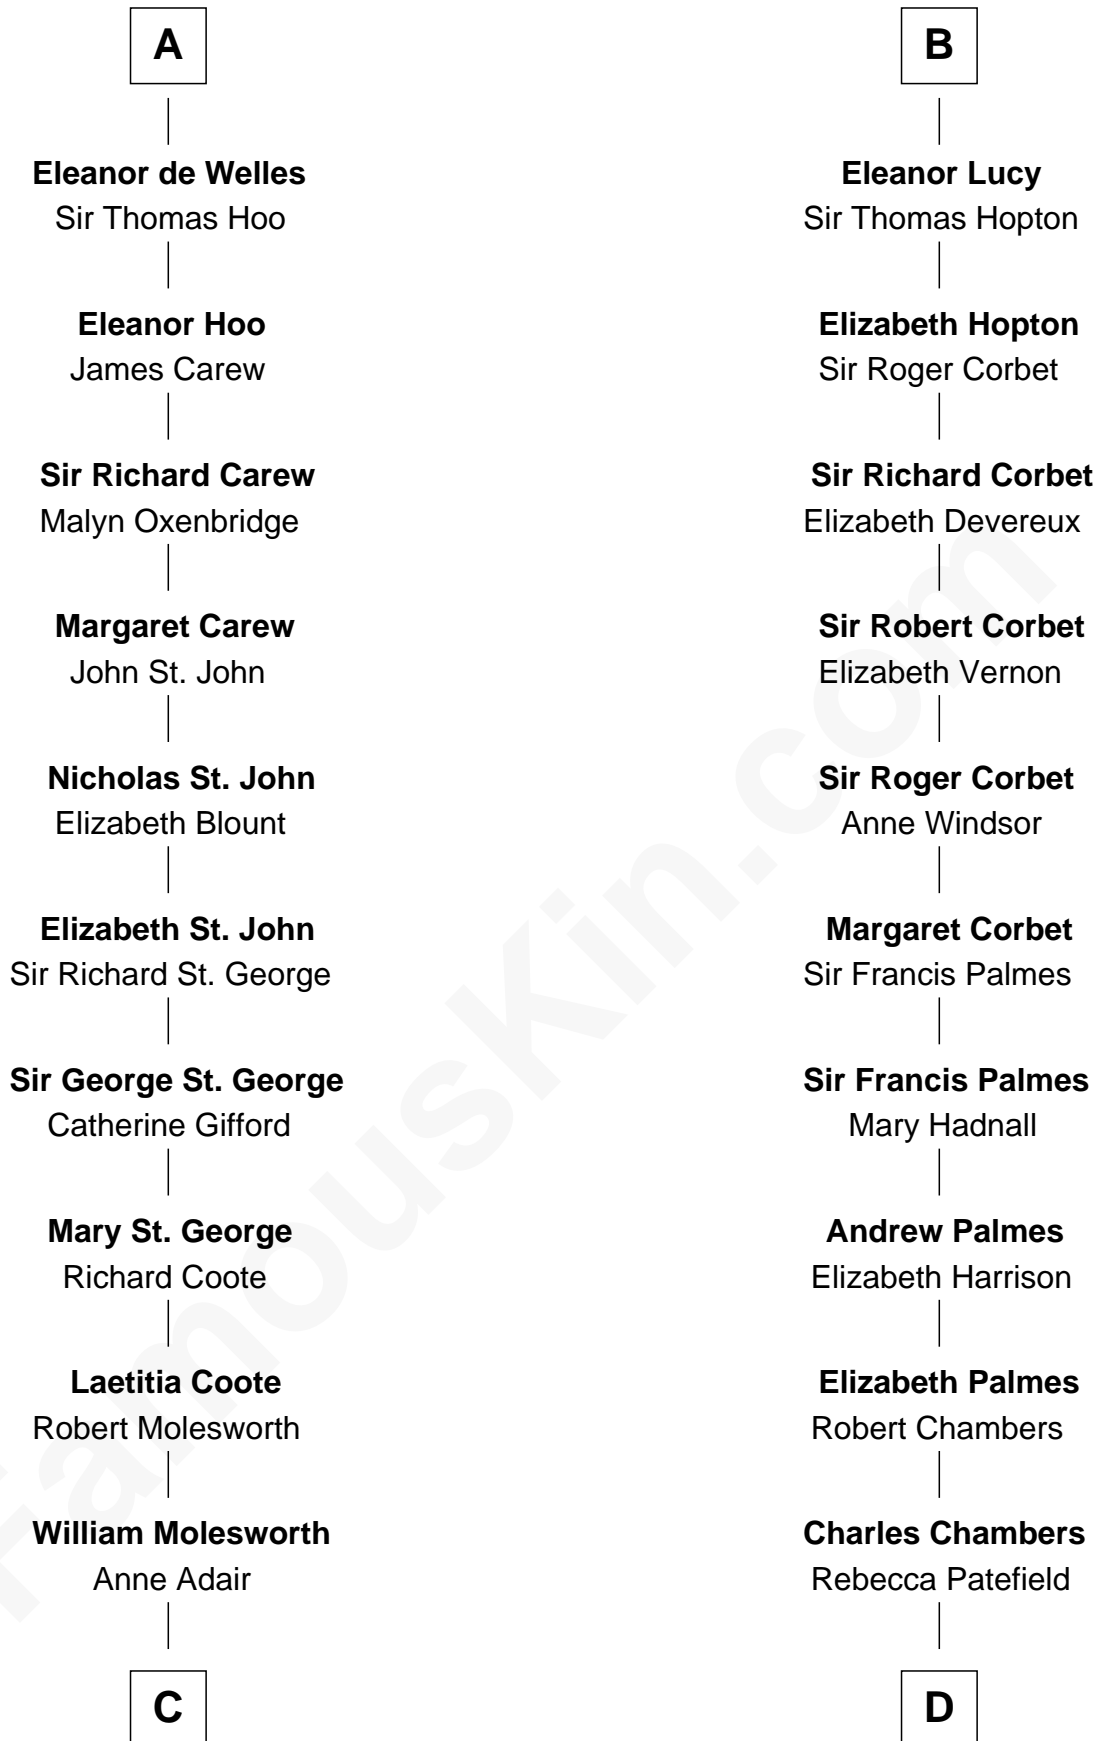 A
Eleanor de Welles
Sir Thomas Hoo
Eleanor Hoo
James Carew
Sir Richard Carew
Malyn Oxenbridge
Margaret Carew
John St. John
Nicholas St. John
Elizabeth Blount
Elizabeth St. John
Sir Richard St. George
Sir George St. George
Catherine Gifford
Mary St. George
Richard Coote
Laetitia Coote
Robert Molesworth
William Molesworth
Anne Adair
C
B
Eleanor Lucy
Sir Thomas Hopton
Elizabeth Hopton
Sir Roger Corbet
Sir Richard Corbet
Elizabeth Devereux
Sir Robert Corbet
Elizabeth Vernon
Sir Roger Corbet
Anne Windsor
Margaret Corbet
Sir Francis Palmes
Sir Francis Palmes
Mary Hadnall
Andrew Palmes
Elizabeth Harrison
Elizabeth Palmes
Robert Chambers
Charles Chambers
Rebecca Patefield
D
FamousKin.com